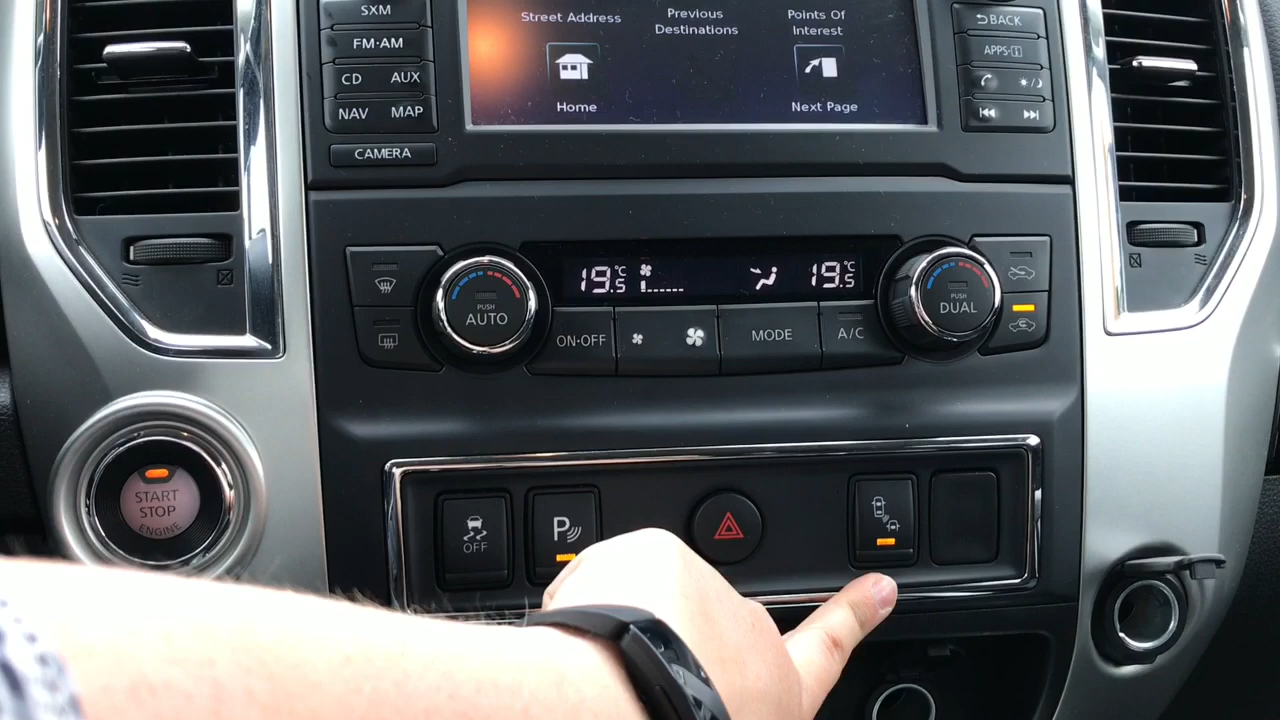 SXM
FM·AM
CD AUX
NAV MAP
CAMERA
Street Address
Previous
Destinations
Points Of
Interest
Home
Next Page
BACK
APPS·i
19.5°C
19.5°C
PUSH
AUTO
ON·OFF
MODE
A/C
PUSH
DUAL
START
STOP
ENGINE
OFF
P